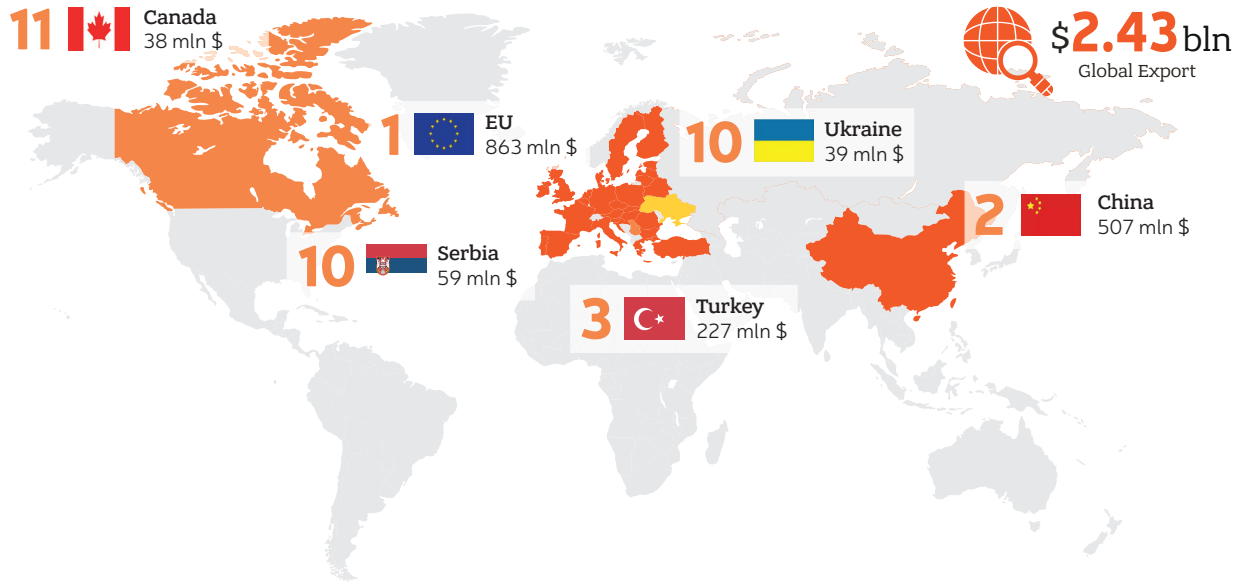 11
Canada
38 mln $
$2.43 bln
Global Export
1
EU
863 mln $
10
Ukraine
39 mln $
2
China
507 mln $
10
Serbia
59 mln $
3
Turkey
227 mln $